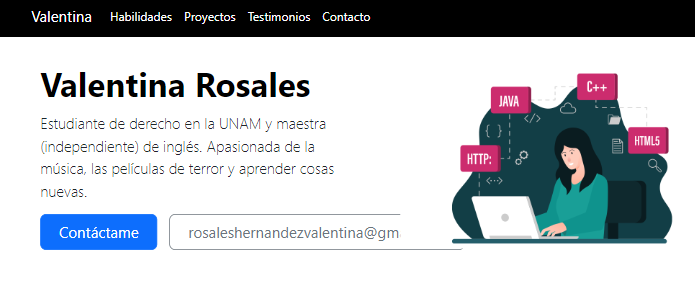 Valentina Habilidades Proyectos Testimonios Contacto
Valentina Rosales
Estudiante de derecho en la UNAM y maestra
(independiente) de inglés. Apasionada de la
música, las películas de terror y aprender cosas
nuevas.
Contáctame
rosaleshernandezvalentina@gm
C++
JAVA
HTML5
HTTP: